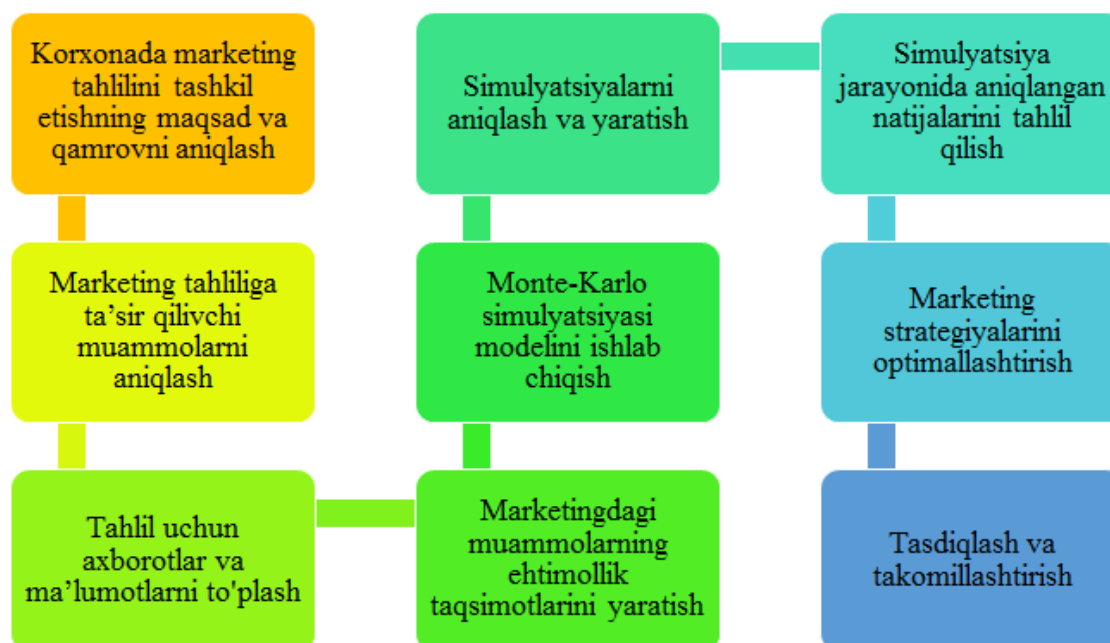 Korxonada marketing
tahlilini tashkil
etishning maqsad va
qamrovni aniqlash
Marketing tahliliga
ta’sir qilivchi
muammolarni
aniqlash
Tahlil uchun
axborotlar va
ma’lumotlarni to'plash
Marketingdagi
muammolarning
ehtimollik
taqsimotlarini yaratish
Monte-Karlo
simulyatsiyasi
modelini ishlab
chiqish
Simulyatsiyalarni
aniqlash va yaratish
Simulyatsiya
jarayonida aniqlangan
natijalarini tahlil
qilish
Marketing
strategiyalarini
optimallashtirish
Tasdiqlash va
takomillashtirish